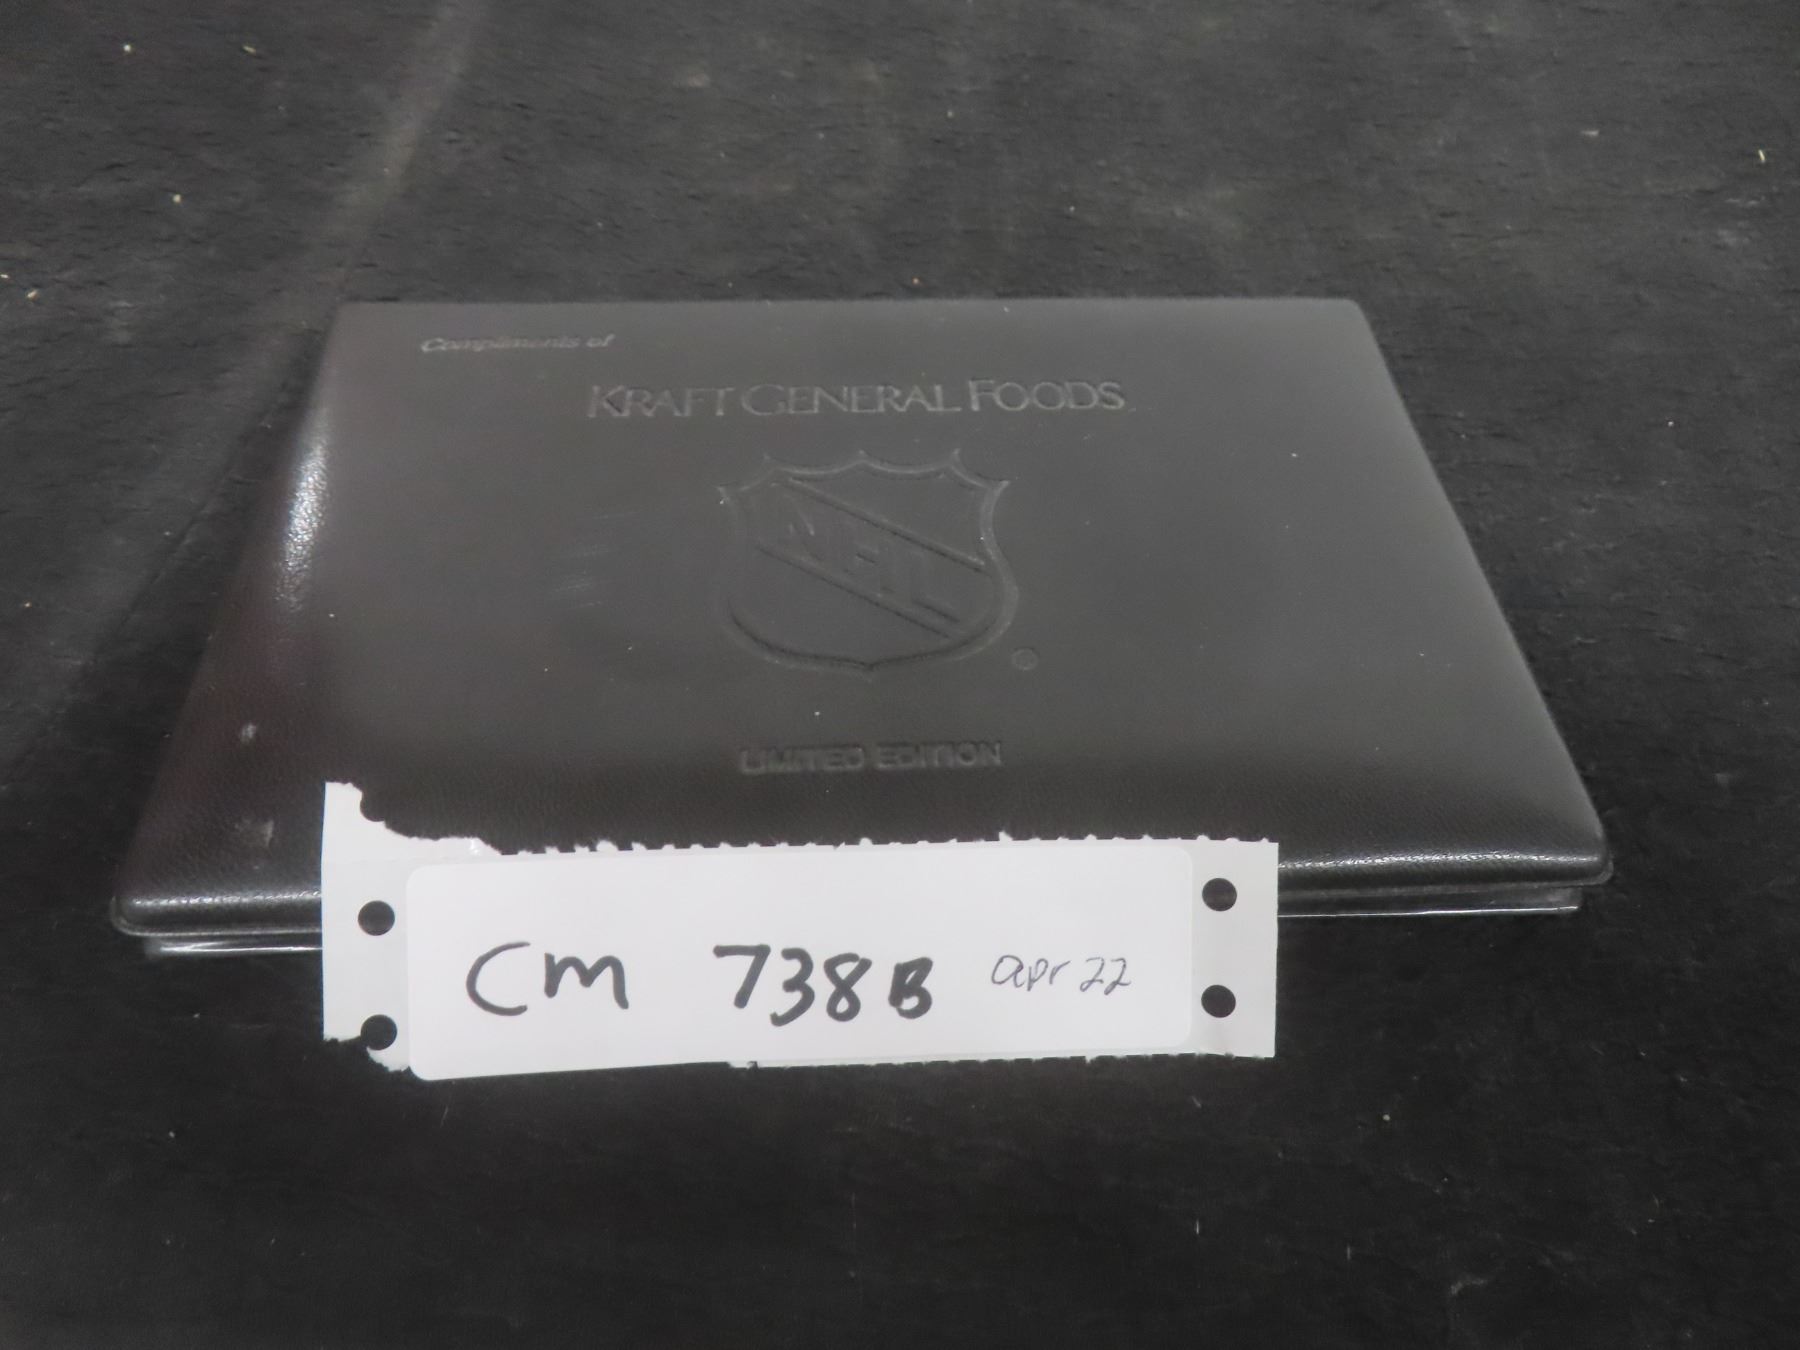 Compliments of
KRAFT GENERAL FOODS
NHL
®
LIMITED EDITION
Cm 738B apr 22